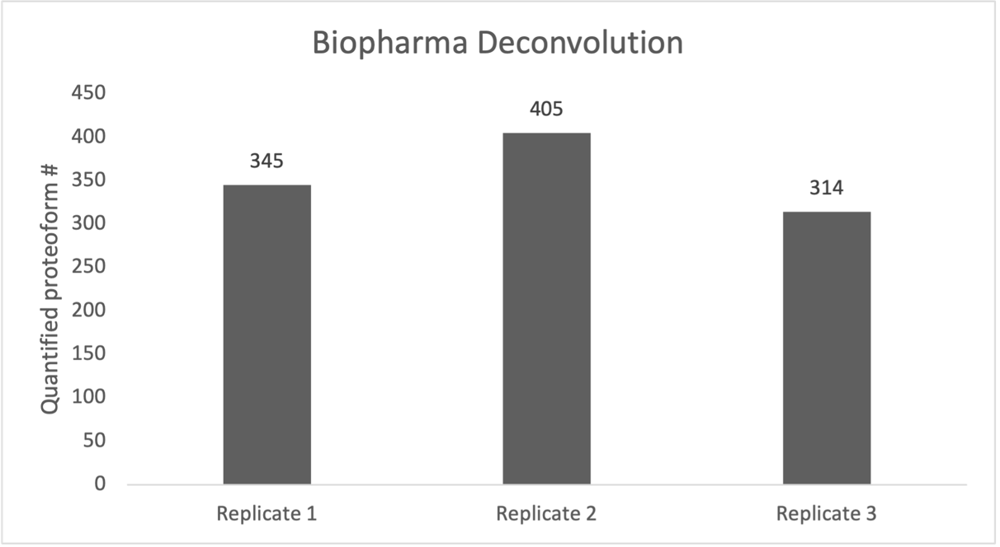 Biopharma Deconvolution
Quantified proteoform #
450
400
350
300
250
200
150
100
50
0
345
405
314
Replicate 1
Replicate 2
Replicate 3